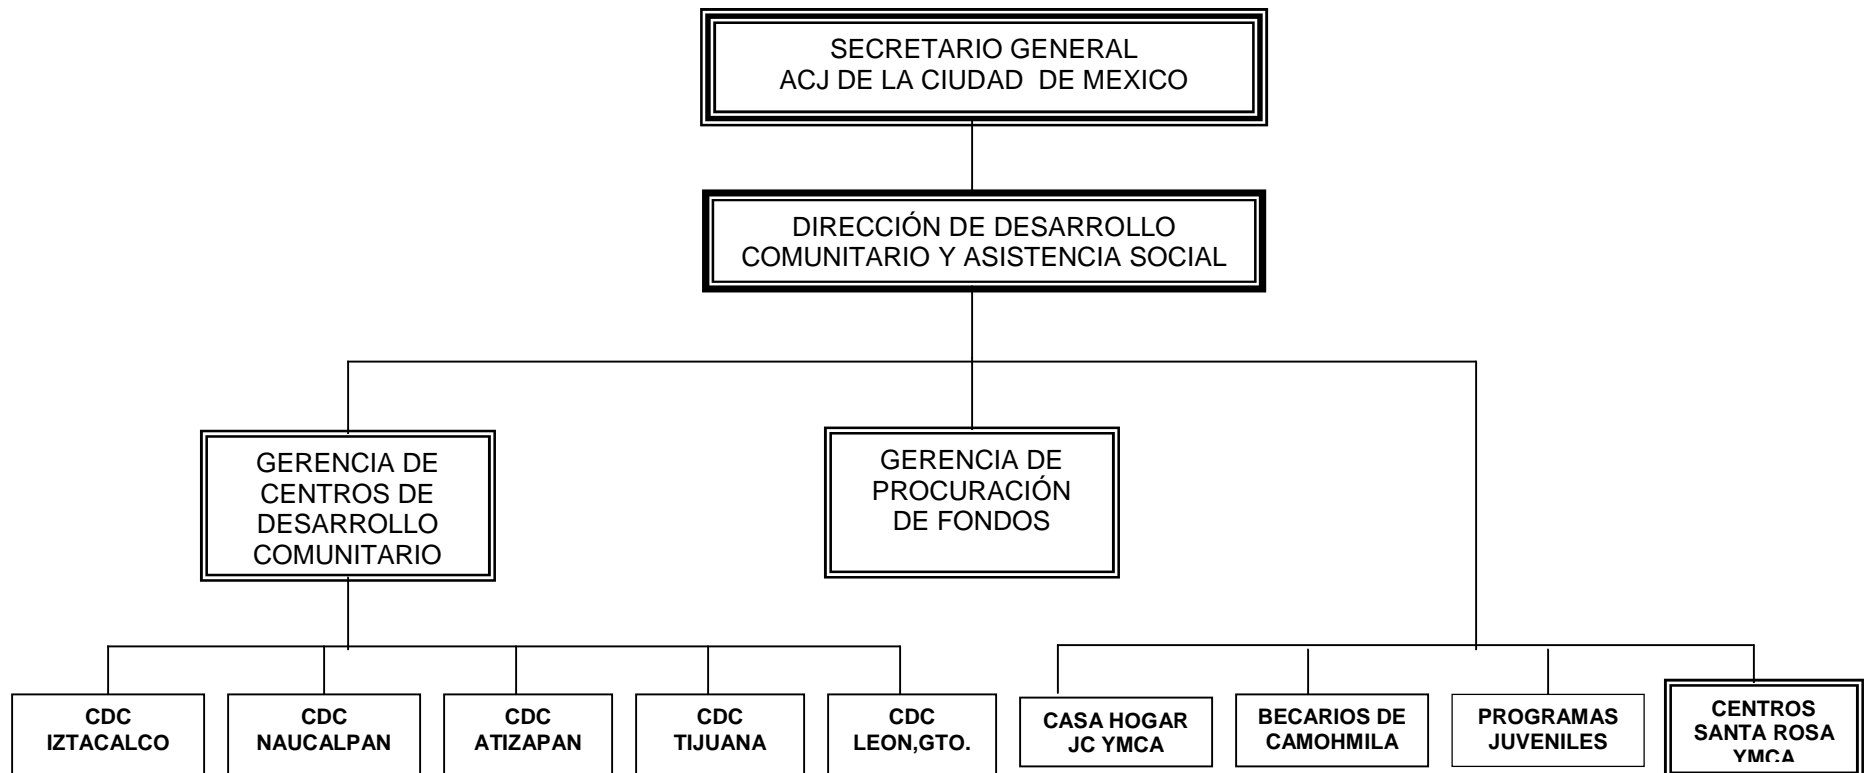 SECRETARIO GENERAL
ACJ DE LA CIUDAD DE MEXICO
DIRECCIÓN DE DESARROLLO
COMUNITARIO Y ASISTENCIA SOCIAL
GERENCIA DE
CENTROS DE
DESARROLLO
COMUNITARIO
GERENCIA DE
PROCURACIÓN
DE FONDOS
CDC
IZTACALCO
CDC
NAUCALPAN
CDC
ATIZAPAN
CDC
TIJUANA
CDC
LEON,GTO.
CASA HOGAR
JC YMCA
BECARIOS DE
CAMOHMILA
PROGRAMAS
JUVENILES
CENTROS
SANTA ROSA
YMCA